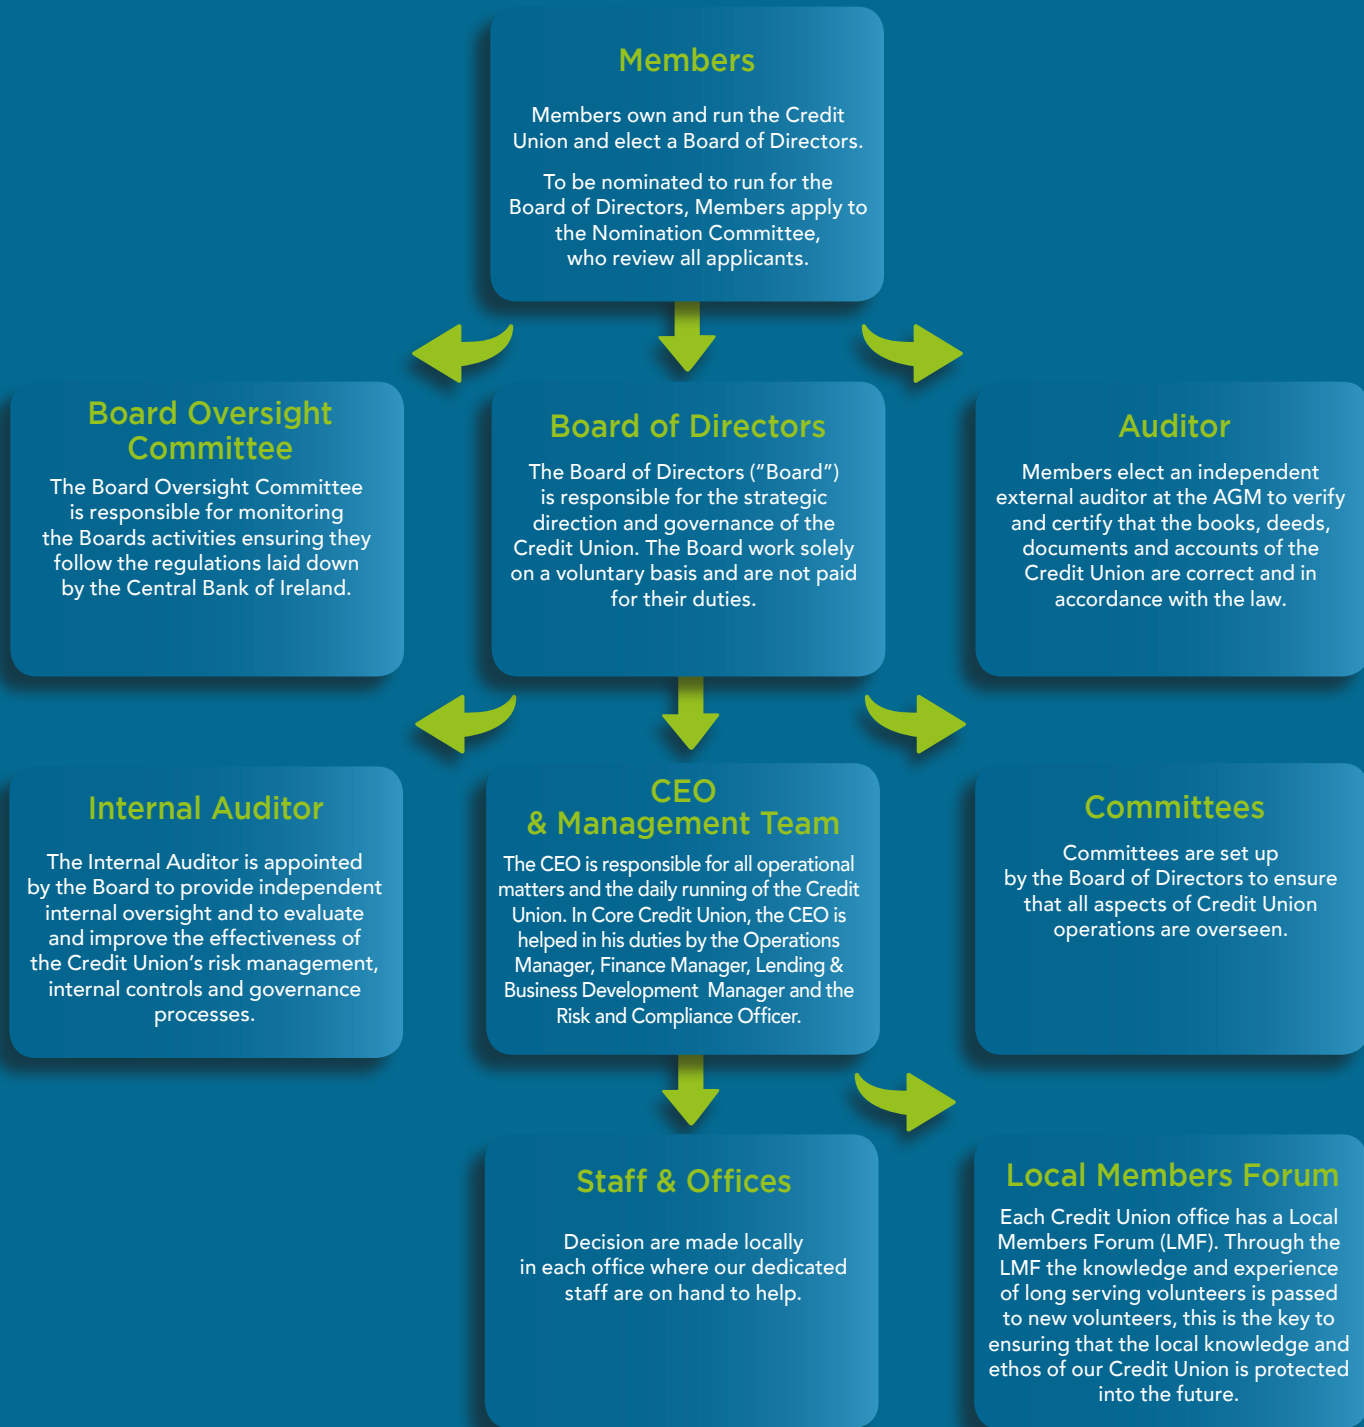 Members
Members own and run the Credit
Union and elect a Board of Directors.
To be nominated to run for the
Board of Directors, Members apply to
the Nomination Committee,
who review all applicants.
Board Oversight
Committee
The Board Oversight Committee
is responsible for monitoring
the Boards activities ensuring they
follow the regulations laid down
by the Central Bank of Ireland.
Board of Directors
The Board of Directors (“Board”)
is responsible for the strategic
direction and governance of the
Credit Union. The Board work solely
on a voluntary basis and are not paid
for their duties.
Auditor
Members elect an independent
external auditor at the AGM to verify
and certify that the books, deeds,
documents and accounts of the
Credit Union are correct and in
accordance with the law.
Internal Auditor
The Internal Auditor is appointed
by the Board to provide independent
internal oversight and to evaluate
and improve the effectiveness of
the Credit Union’s risk management,
internal controls and governance
processes.
CEO
& Management Team
The CEO is responsible for all operational
matters and the daily running of the Credit
Union. In Core Credit Union, the CEO is
helped in his duties by the Operations
Manager, Finance Manager, Lending &
Business Development Manager and the
Risk and Compliance Officer.
Committees
Committees are set up
by the Board of Directors to ensure
that all aspects of Credit Union
operations are overseen.
Staff & Offices
Decision are made locally
in each office where our dedicated
staff are on hand to help.
Local Members Forum
Each Credit Union office has a Local
Members Forum (LMF). Through the
LMF the knowledge and experience
of long serving volunteers is passed
to new volunteers, this is the key to
ensuring that the local knowledge and
ethos of our Credit Union is protected
into the future.